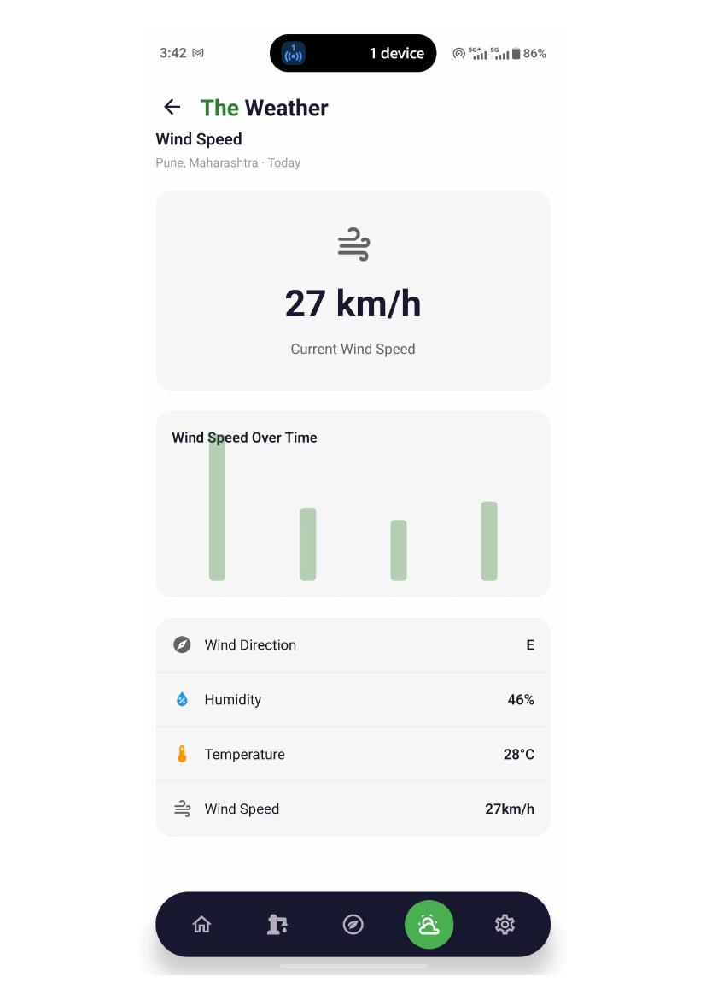 3:42
1
1 device
5G+ 5G 86%
The Weather
Wind Speed
Pune, Maharashtra · Today
27 km/h
Current Wind Speed
Wind Speed Over Time
Wind Direction E
Humidity 46%
Temperature 28°C
Wind Speed 27km/h